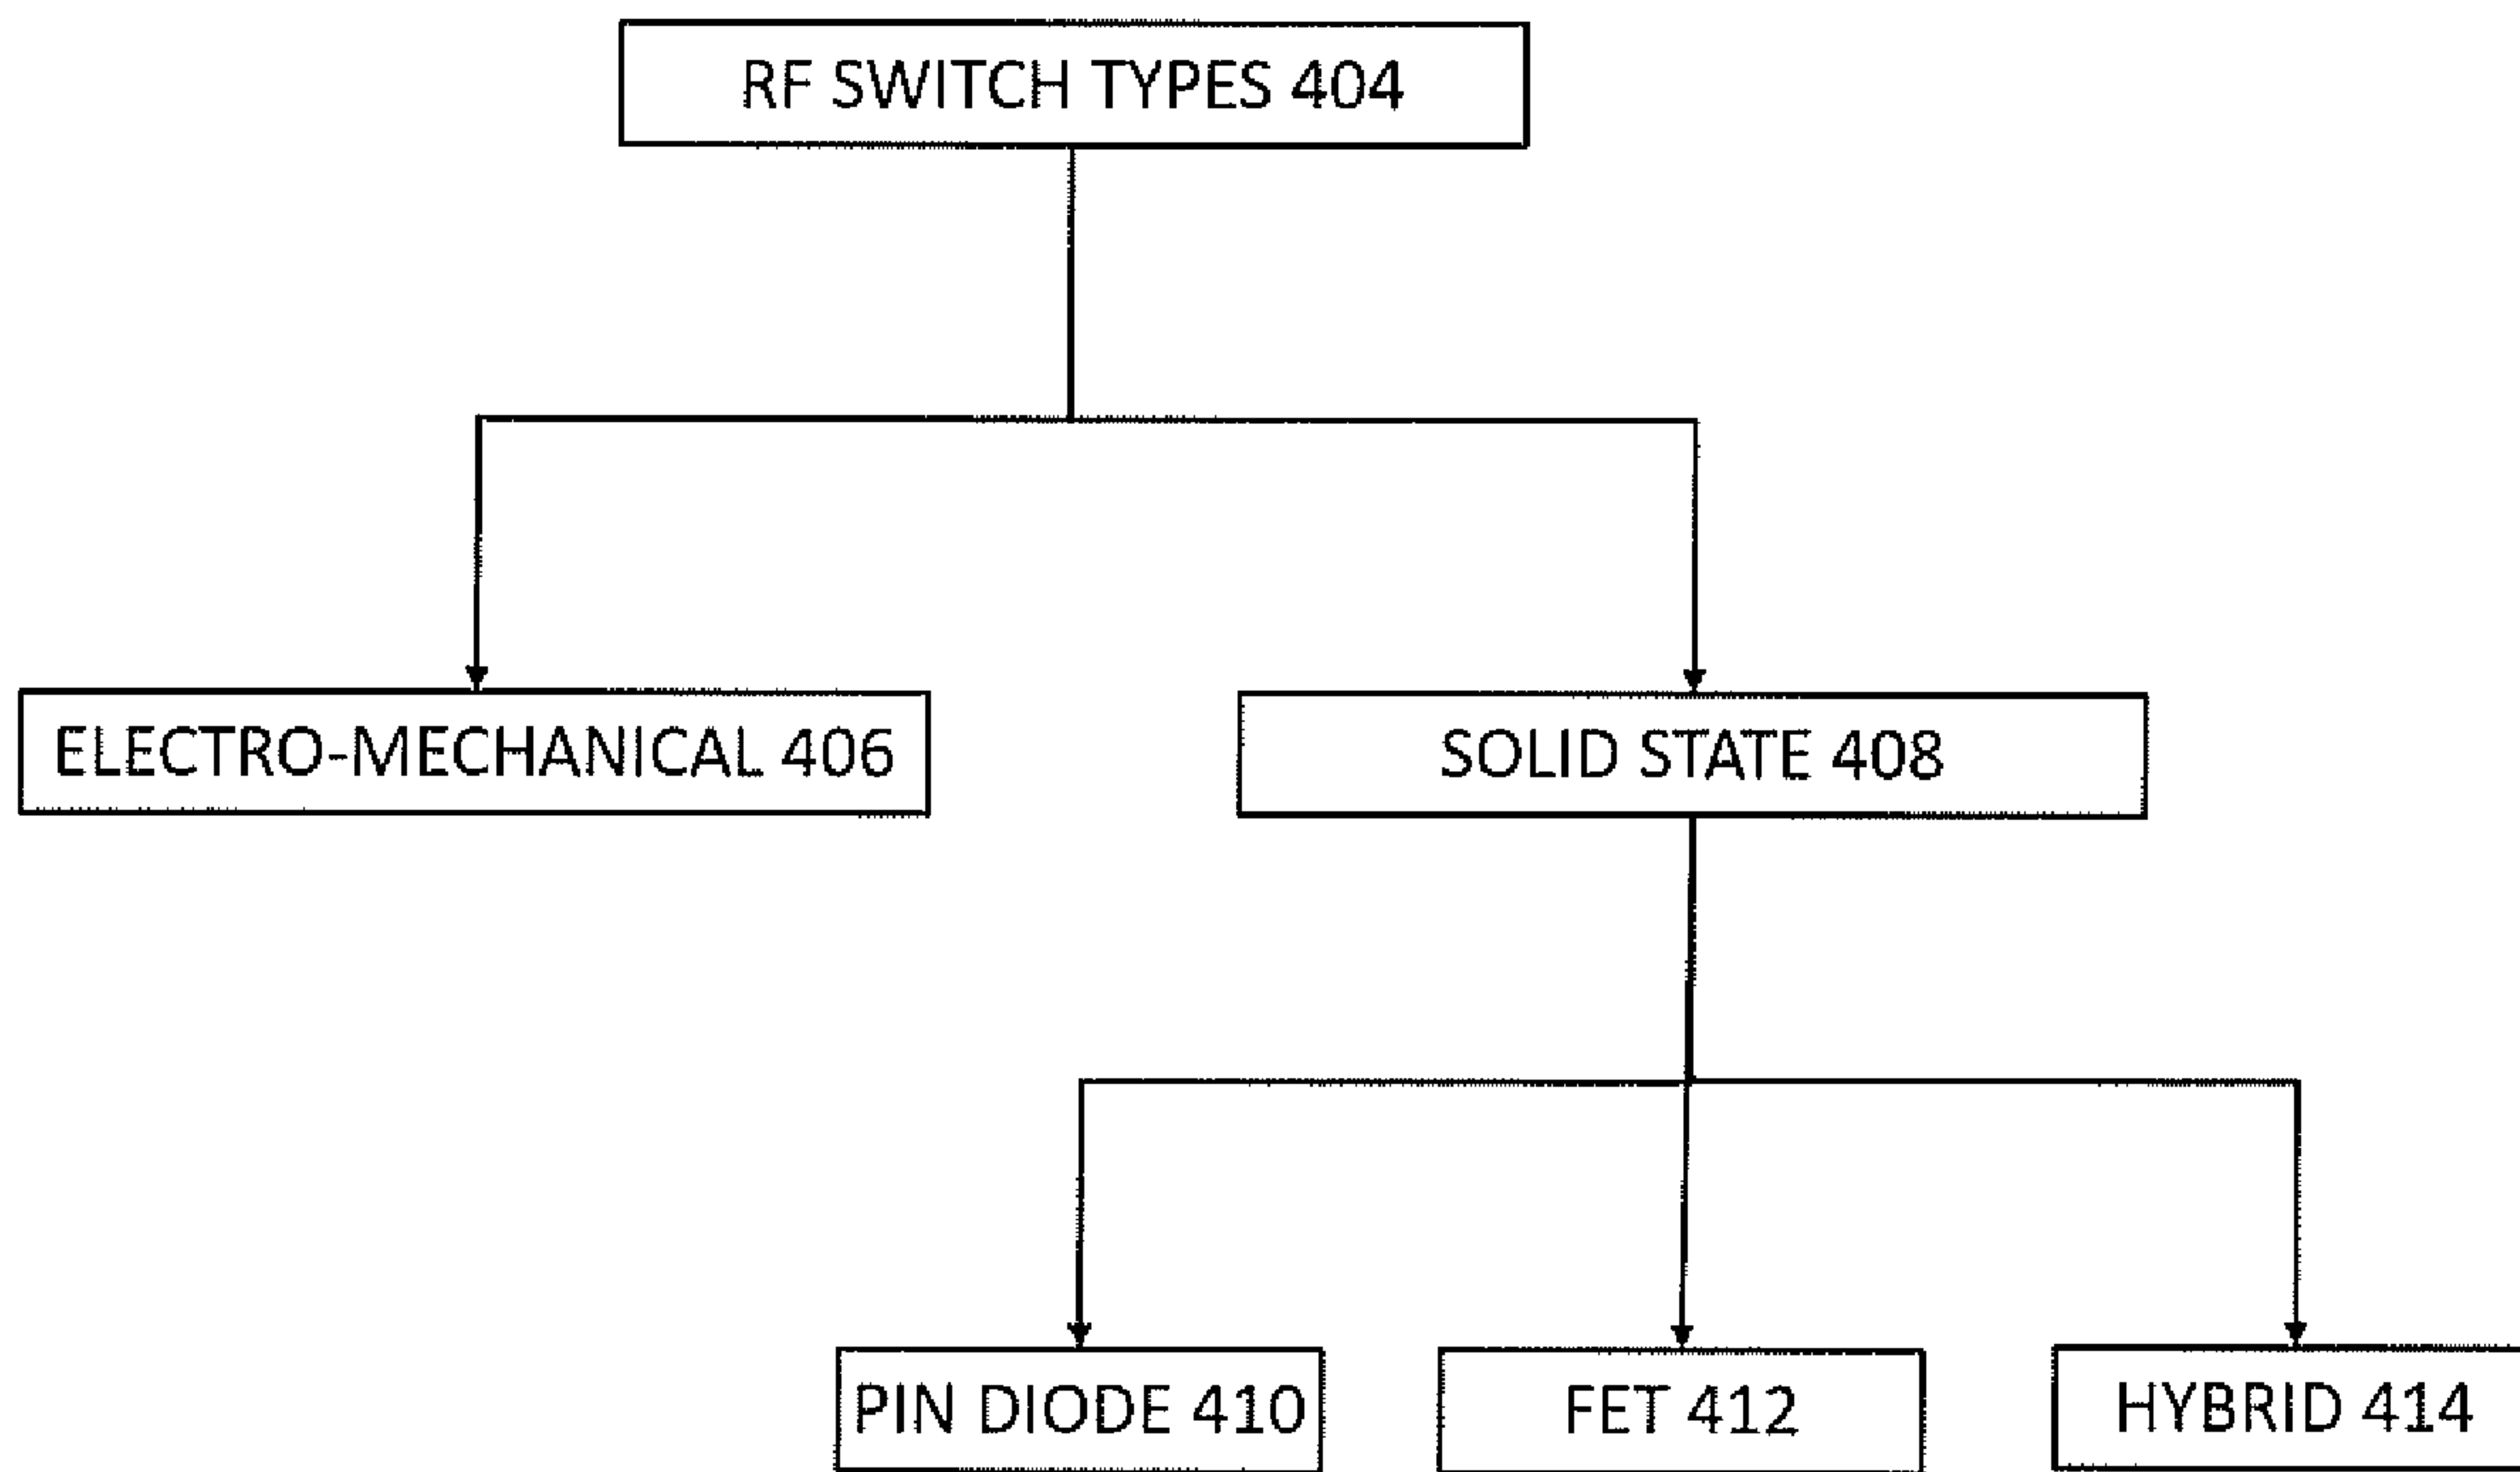 RF SWITCH TYPES 404
ELECTRO-MECHANICAL 406
SOLID STATE 408
PIN DIODE 410
FET 412
HYBRID 414